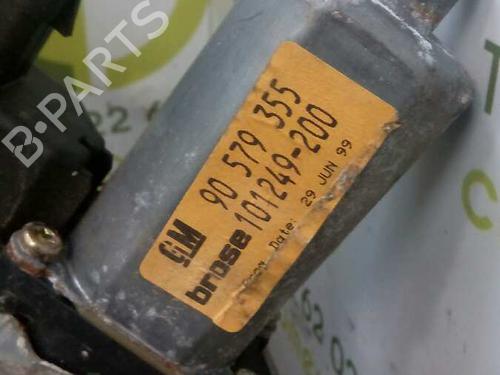 B-PARTS
GM 90 579 355
brose 101249-200
Date: 29 JUN 99